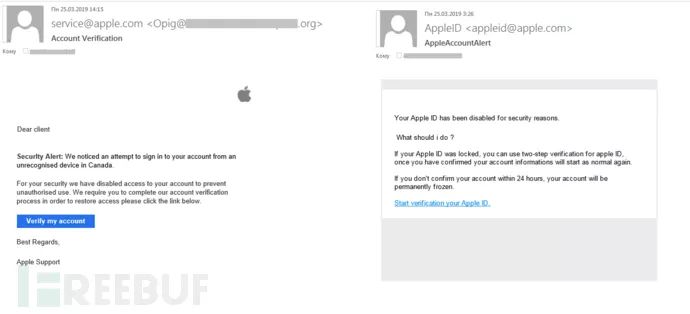 Пн 25.03.2019 14:15
service@apple.com <Opig@ .org>
Account Verification
Кому
Dear client
Security Alert: We noticed an attempt to sign in to your account from an
unrecognised device in Canada.
For your security we have disabled access to your account to prevent
unauthorised use. We require you to complete our account verification
process in order to restore access please click the link below.
Verify my account
Best Regards,
Apple Support
Пн 25.03.2019 3:26
AppleID <appleid@apple.com>
AppleAccountAlert
Кому
Your Apple ID has been disabled for security reasons.
What should i do ?
If your Apple ID was locked, you can use two-step verification for apple ID,
once you have confirmed your account informations will start as normal again.
If you don't confirm your account within 24 hours, your account will be
permanently frozen.
Start verification your Apple ID.
FREEBUF